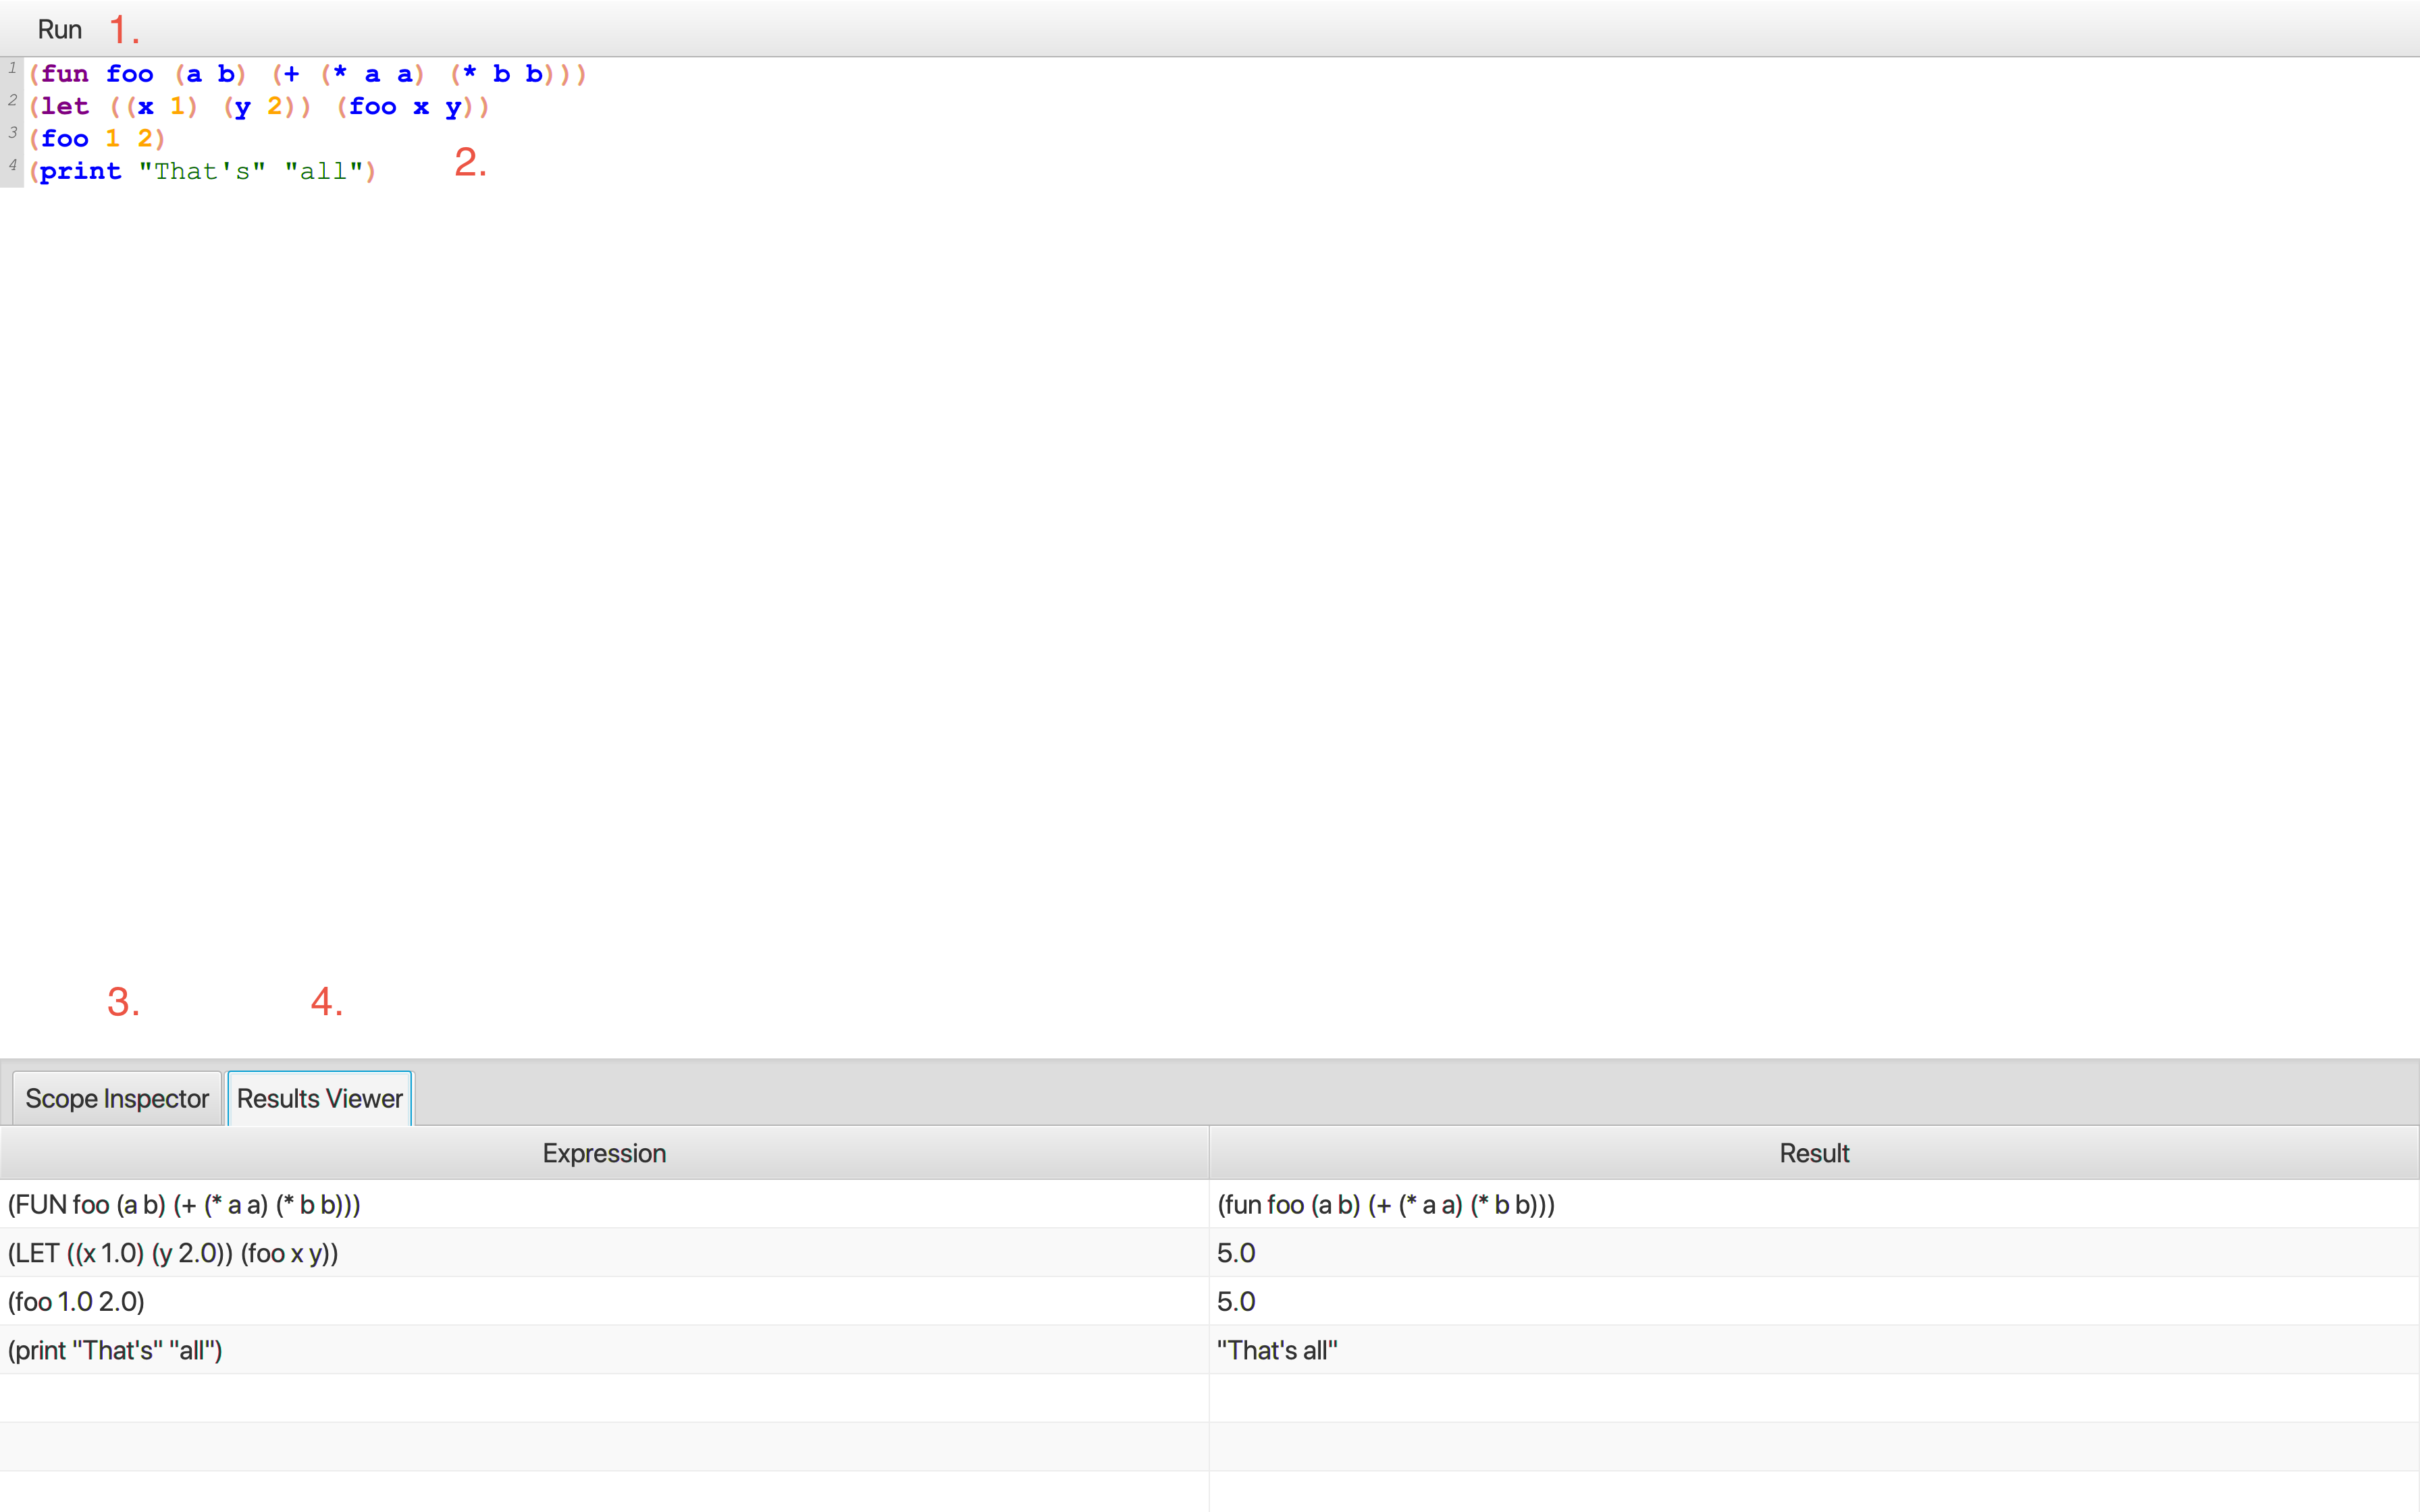 Run 1.
1 (fun foo (a b) (+ (* a a) (* b b)))
2 (let ((x 1) (y 2)) (foo x y))
3 (foo 1 2)
4 (print "That's" "all") 2.
3. 4.
Scope Inspector Results Viewer
Expression Result
(FUN foo (a b) (+ (* a a) (* b b))) (fun foo (a b) (+ (* a a) (* b b)))
(LET ((x 1.0) (y 2.0)) (foo x y)) 5.0
(foo 1.0 2.0) 5.0
(print "That's" "all") "That's all"